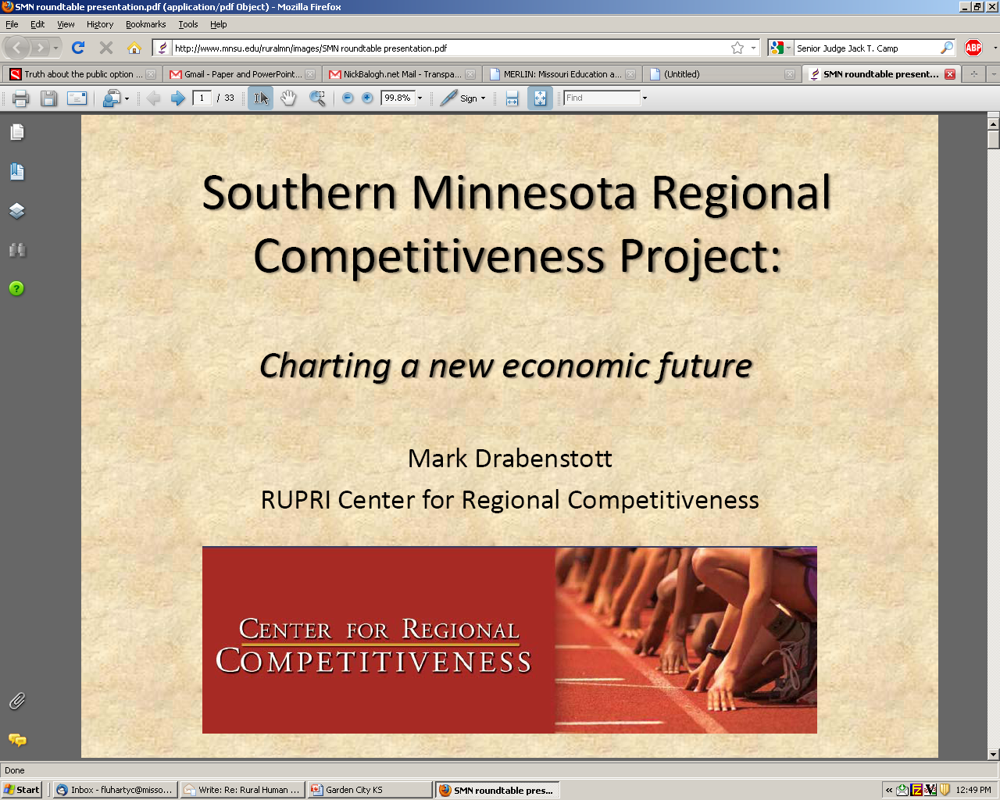 SMN roundtable presentation.pdf (application/pdf Object) - Mozilla Firefox
File Edit View History Bookmarks Tools Help
http://www.mnsu.edu/ruralmn/images/SMN roundtable presentation.pdf
Senior Judge Jack T. Camp
ABP
Truth about the public option ...
Gmail - Paper and PowerPoint...
NickBalogh.net Mail - Transpa...
MERLIN: Missouri Education a...
(Untitled)
SMN roundtable present...
1 / 33
99.8%
Sign
Find
Southern Minnesota Regional
Competitiveness Project:
Charting a new economic future
Mark Drabenstott
RUPRI Center for Regional Competitiveness
CENTER FOR REGIONAL
COMPETITIVENESS
Done
Start
Inbox - fluhartyc@misso...
Write: Re: Rural Human ...
Garden City KS
SMN roundtable pres...
12:49 PM